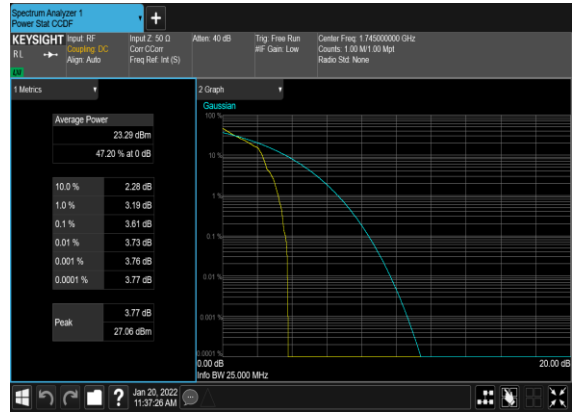 Spectrum Analyzer 1
Power Stat CCDF
KEYSIGHT
Input: RF
Input Z: 50 Ω
Atten: 40 dB
Trig: Free Run
Center Freq: 1.745000000 GHz
R L
Coupling: DC
Corr CCorr
#IF Gain: Low
Counts: 1.00 M/1.00 Mpt
Align: Auto
Freq Ref: Int (S)
Radio Std: None
1 Metrics
2 Graph
Gaussian
Average Power
23.29 dBm
47.20 % at 0 dB
10.0 %
2.28 dB
1.0 %
3.19 dB
0.1 %
3.61 dB
0.01 %
3.73 dB
0.001 %
3.76 dB
0.0001 %
3.77 dB
Peak
3.77 dB
27.06 dBm
100 %
10 %
1 %
0.1 %
0.01 %
0.001 %
0.0001 %
0.00 dB
20.00 dB
Info BW 25.000 MHz
?
Jan 20, 2022
11:37:26 AM